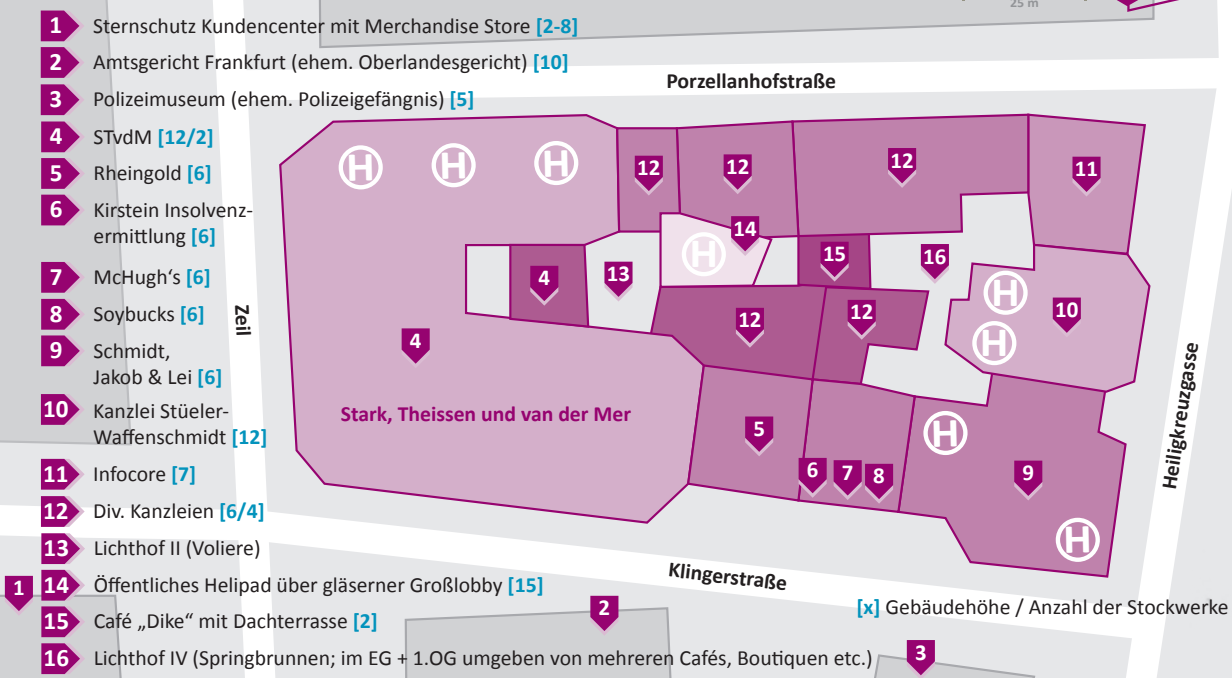 1 Sternschutz Kundencenter mit Merchandise Store [2-8]
2 Amtsgericht Frankfurt (ehem. Oberlandesgericht) [10]
3 Polizeimuseum (ehem. Polizeigefängnis) [5]
4 STvdM [12/2]
5 Rheingold [6]
6 Kirstein Insolvenz-
ermittlung [6]
7 McHugh's [6]
8 Soybucks [6]
9 Schmidt,
Jakob & Lei [6]
10 Kanzlei Stüeler-
Waffenschmidt [12]
11 Infocore [7]
12 Div. Kanzleien [6/4]
13 Lichthof II (Voliere)
14 Öffentliches Helipad über gläserner Großlobby [15]
15 Café „Dike“ mit Dachterrasse [2]
16 Lichthof IV (Springbrunnen; im EG + 1.OG umgeben von mehreren Cafés, Boutiquen etc.)
25 m
Porzellanhofstraße
H H H
12 12 12 11
14
H
4 13 15 16
H
10
12 12
H
4
Zeil
Stark, Theissen und van der Mer
5
H
6 7 8 9
H
Heiligkreuzgasse
Klingerstraße
1
2
[x] Gebäudehöhe / Anzahl der Stockwerke
3